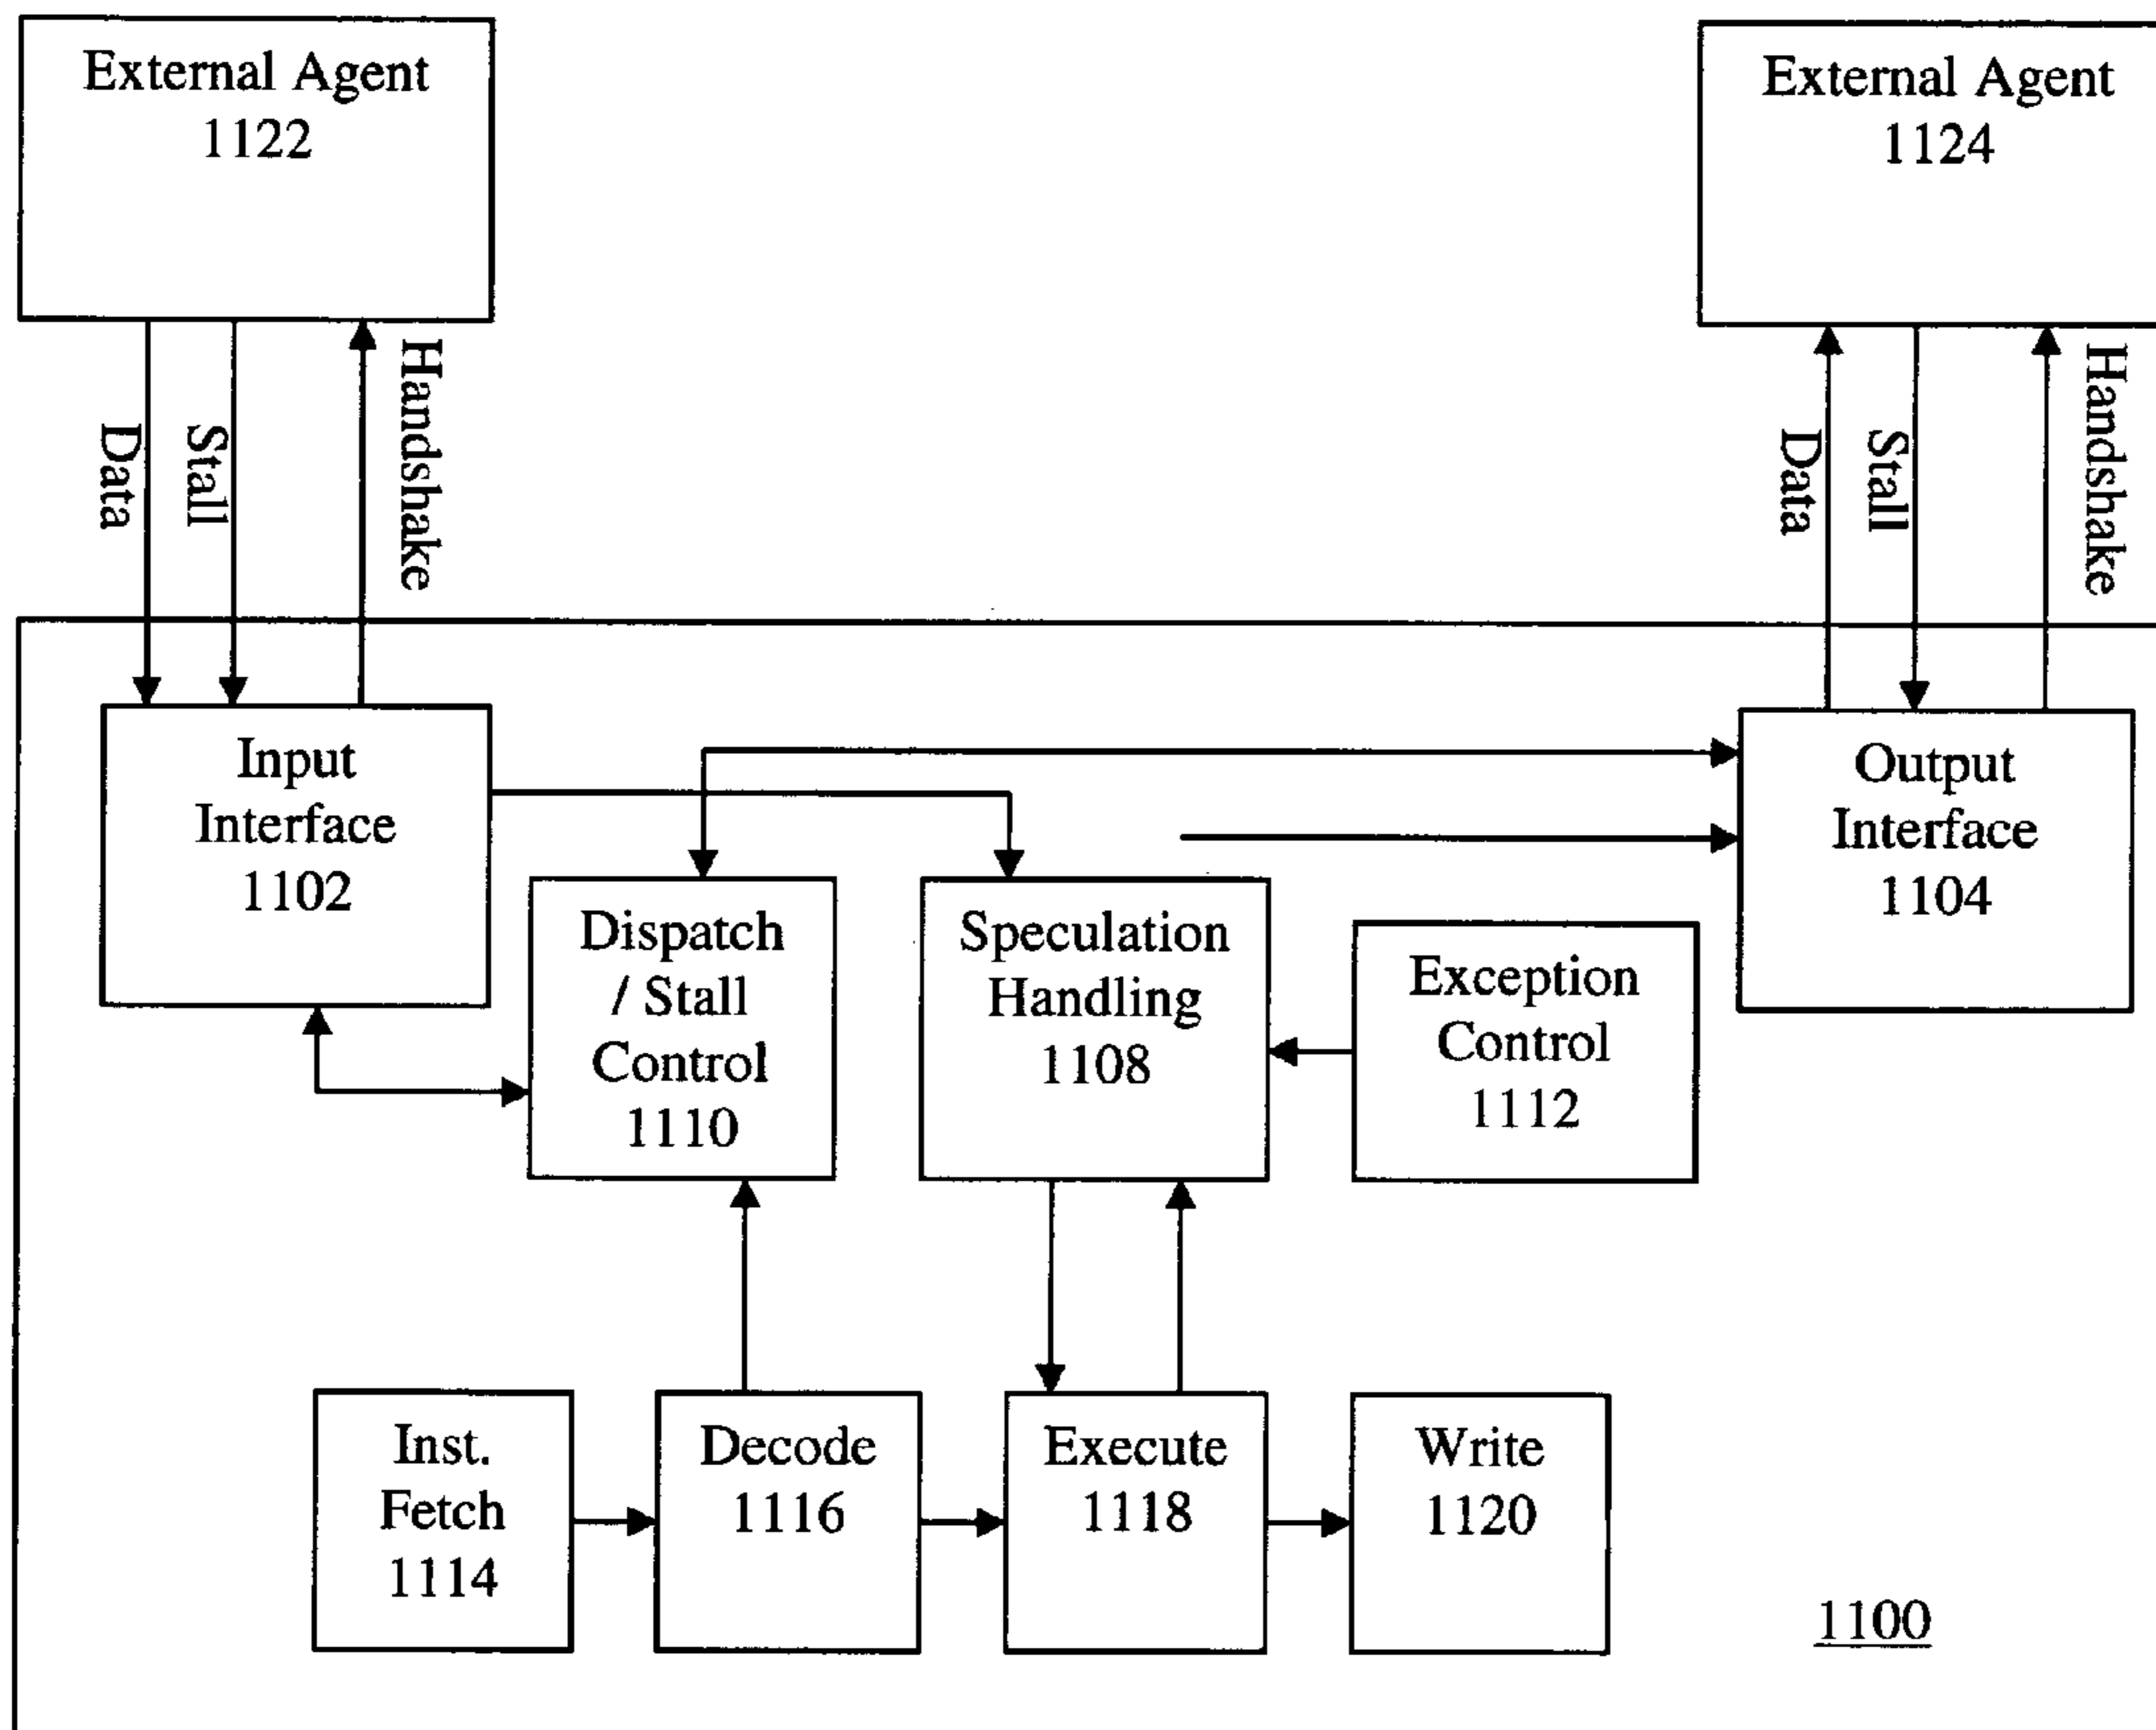 External Agent
1122
External Agent
1124
Data
Stall
Handshake
Data
Stall
Handshake
Input
Interface
1102
Output
Interface
1104
Dispatch
/ Stall
Control
1110
Speculation
Handling
1108
Exception
Control
1112
Inst.
Fetch
1114
Decode
1116
Execute
1118
Write
1120
1100